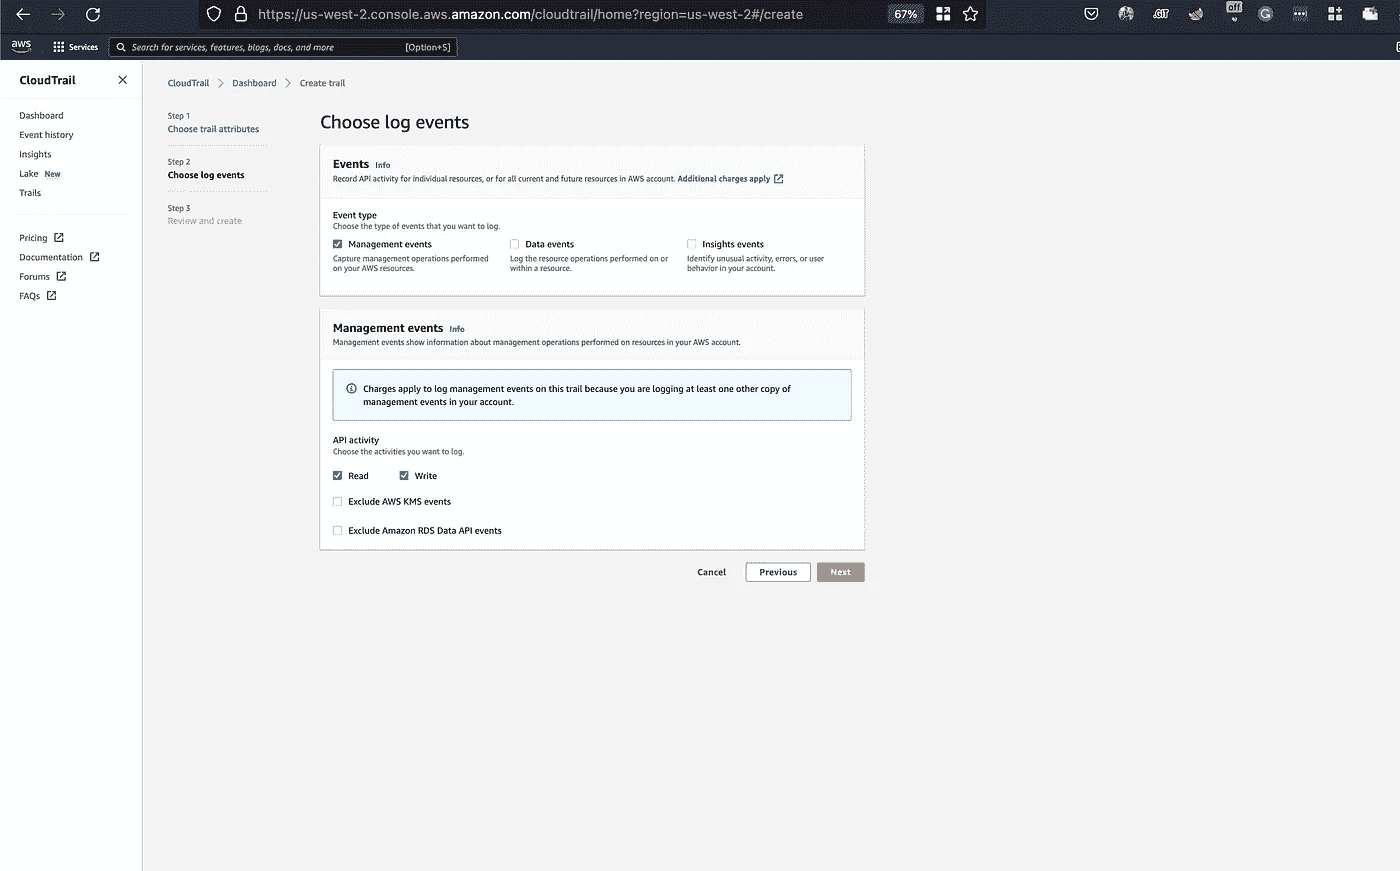 https://us-west-2.console.aws.amazon.com/cloudtrail/home?region=us-west-2#/create
67%
.GIT
off
G
aws
Services
Search for services, features, blogs, docs, and more
[Option+S]
CloudTrail
Dashboard
Event history
Insights
Lake New
Trails
Pricing
Documentation
Forums
FAQs
CloudTrail
Dashboard
Create trail
Step 1
Choose trail attributes
Step 2
Choose log events
Step 3
Review and create
Choose log events
Events Info
Record API activity for individual resources, or for all current and future resources in AWS account. Additional charges apply
Event type
Choose the type of events that you want to log.
Management events
Capture management operations performed
on your AWS resources.
Data events
Log the resource operations performed on or
within a resource.
Insights events
Identify unusual activity, errors, or user
behavior in your account.
Management events Info
Management events show information about management operations performed on resources in your AWS account.
Charges apply to log management events on this trail because you are logging at least one other copy of
management events in your account.
API activity
Choose the activities you want to log.
Read
Write
Exclude AWS KMS events
Exclude Amazon RDS Data API events
Cancel
Previous
Next